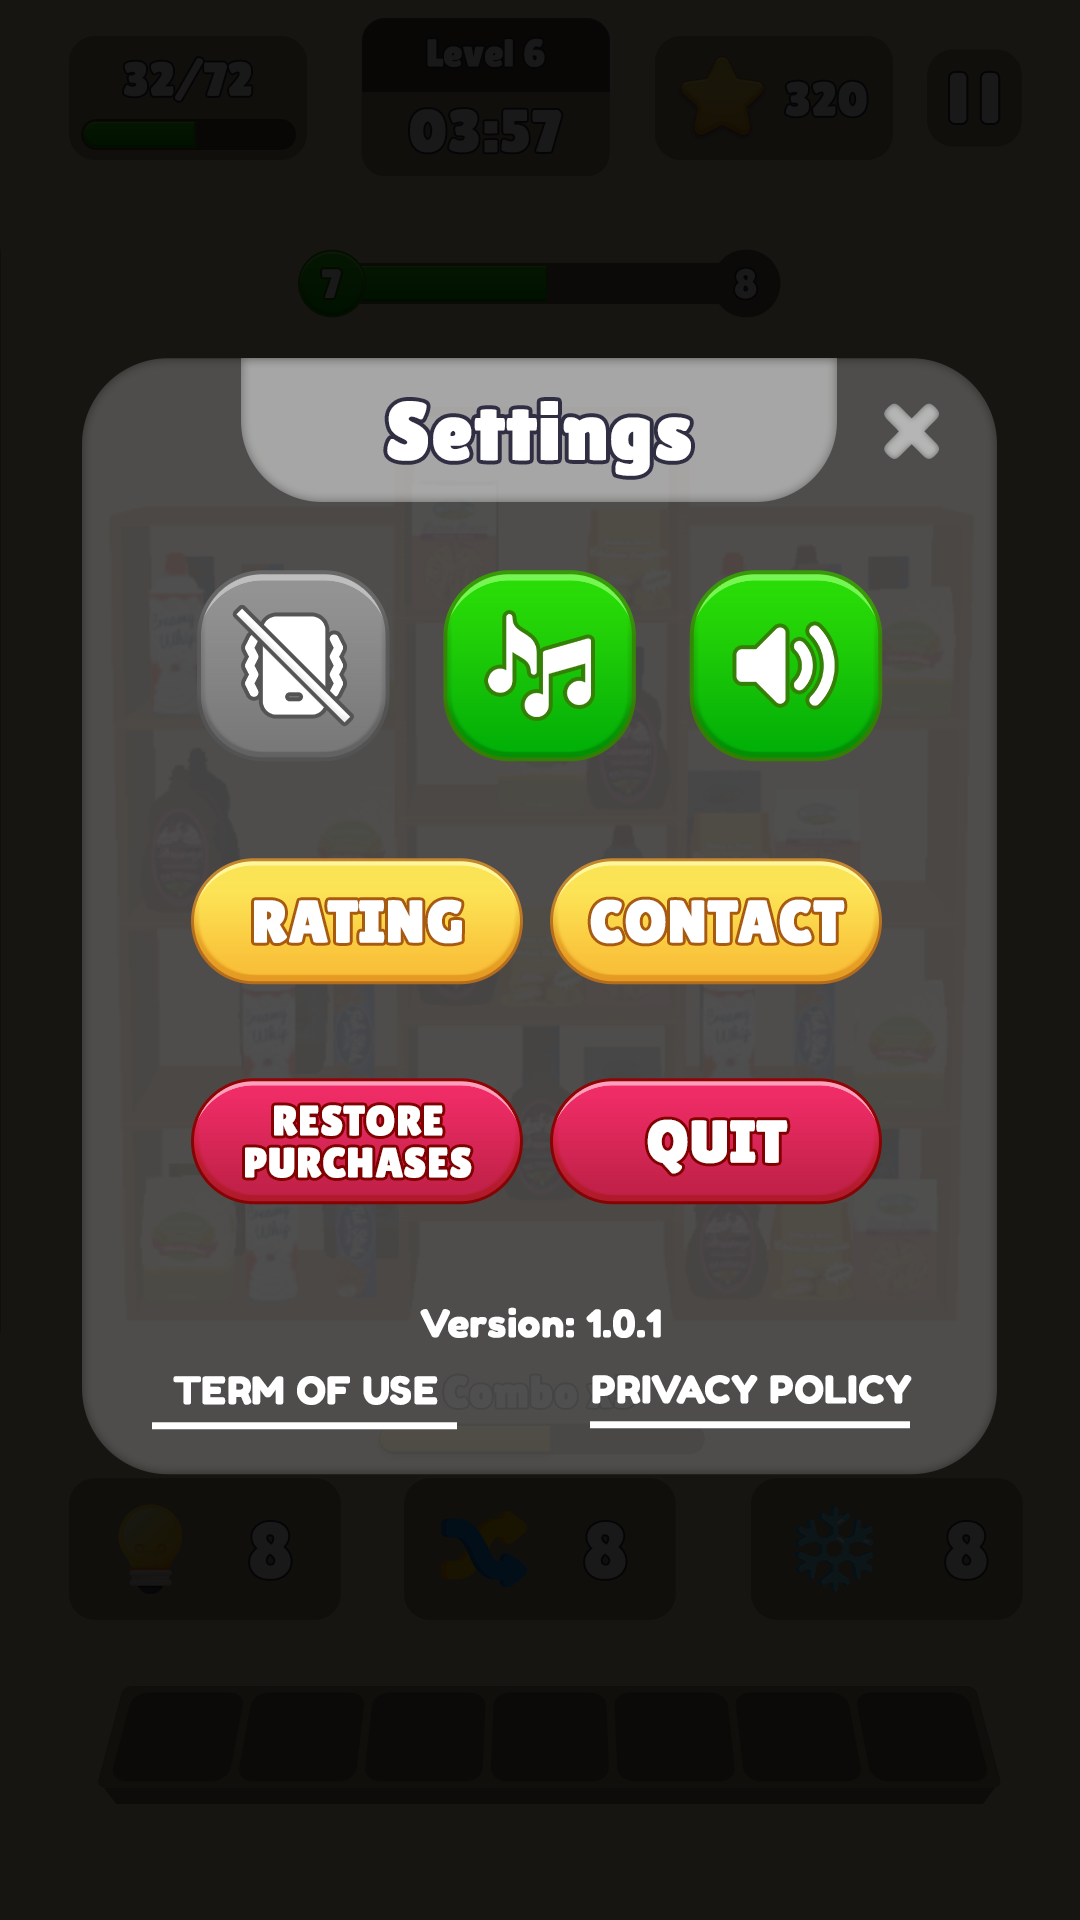 32/72
Level 6
03:57
320
7
8
Settings
RATING
CONTACT
RESTORE
PURCHASES
QUIT
Version: 1.0.1
Combo
TERM OF USE
PRIVACY POLICY
8
8
8